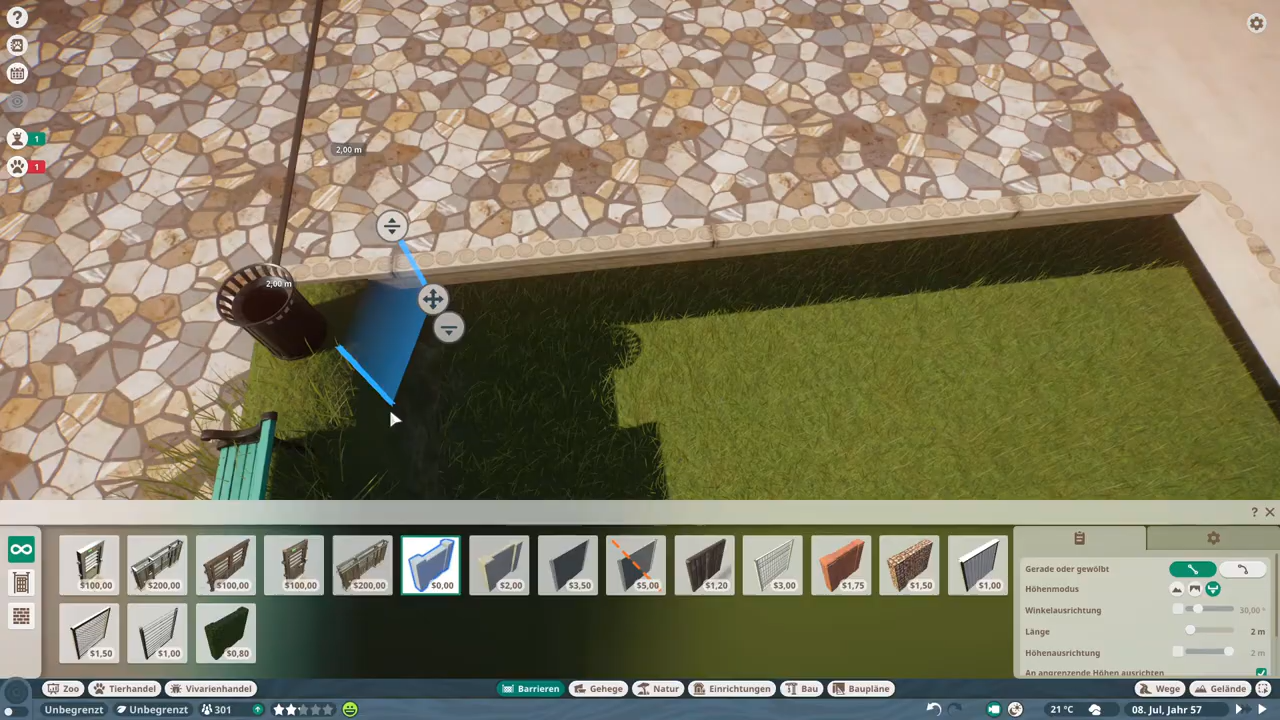 ?
1
1
2,00 m
2,00 m
? ×
$100,00
$200,00
$100,00
$100,00
$200,00
$0,00
$2,00
$3,50
$5,00
$1,20
$3,00
$1,75
$1,50
$1,00
$1,50
$1,00
$0,80
Gerade oder gewölbt
Höhenmodus
Winkelausrichtung 30,00 °
Länge 2 m
Höhenausrichtung 2 m
An angrenzende Höhen ausrichten
Zoo
Tierhandel
Vivarienhandel
Barrieren
Gehege
Natur
Einrichtungen
Bau
Baupläne
Wege
Gelände
Unbegrenzt
Unbegrenzt
301
21 °C
08. Jul, Jahr 57